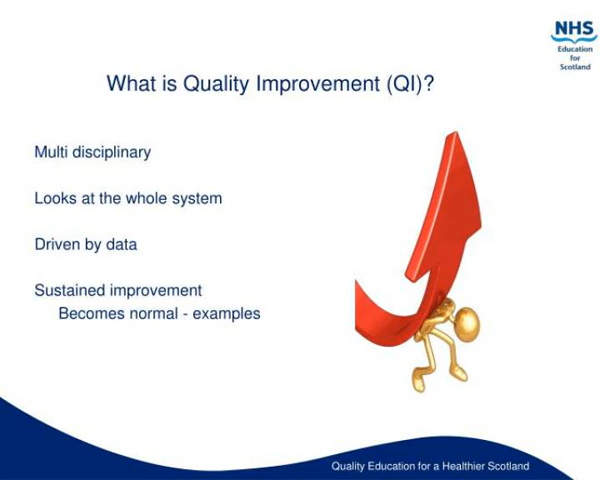 NHS
Education
for
Scotland
What is Quality Improvement (QI)?
Multi disciplinary
Looks at the whole system
Driven by data
Sustained improvement
Becomes normal - examples
Quality Education for a Healthier Scotland